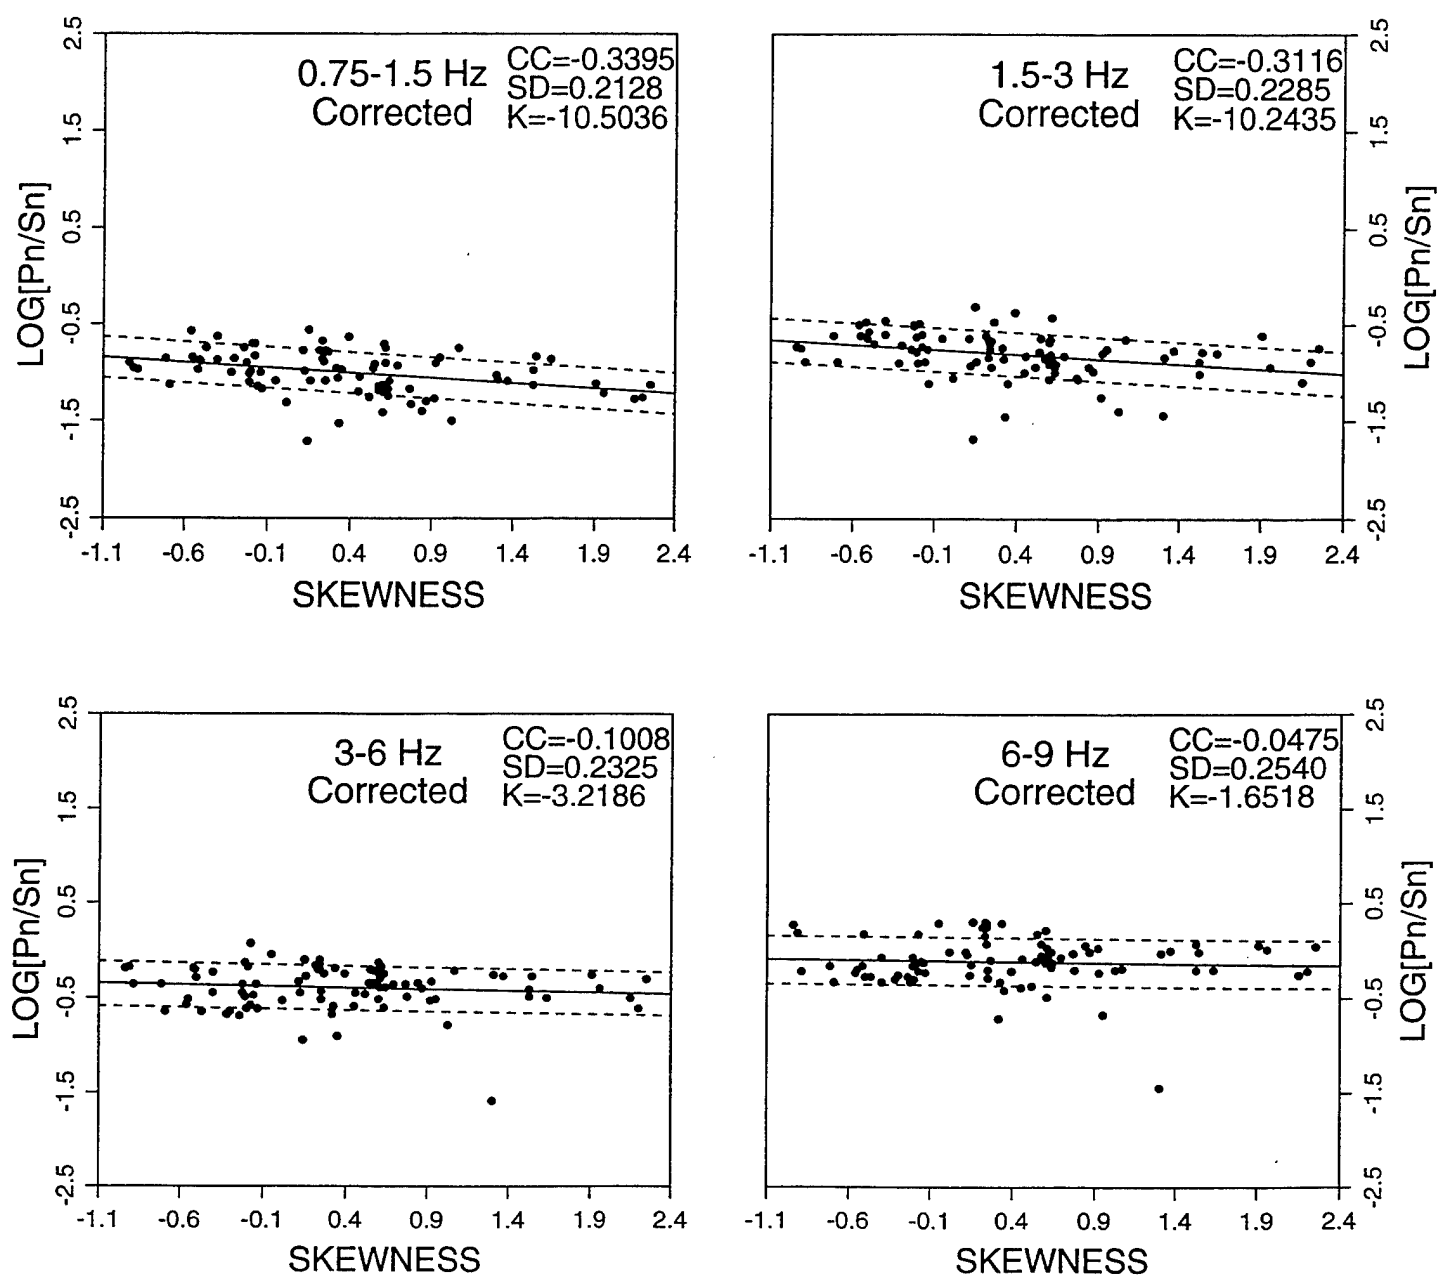 0.75-1.5 Hz
Corrected
CC=-0.3395
SD=0.2128
K=-10.5036
LOG[Pn/Sn]
2.5
1.5
0.5
-0.5
-1.5
-2.5
-1.1 -0.6 -0.1 0.4 0.9 1.4 1.9 2.4
SKEWNESS
1.5-3 Hz
Corrected
CC=-0.3116
SD=0.2285
K=-10.2435
LOG[Pn/Sn]
2.5
1.5
0.5
-0.5
-1.5
-2.5
-1.1 -0.6 -0.1 0.4 0.9 1.4 1.9 2.4
SKEWNESS
3-6 Hz
Corrected
CC=-0.1008
SD=0.2325
K=-3.2186
LOG[Pn/Sn]
2.5
1.5
0.5
-0.5
-1.5
-2.5
-1.1 -0.6 -0.1 0.4 0.9 1.4 1.9 2.4
SKEWNESS
6-9 Hz
Corrected
CC=-0.0475
SD=0.2540
K=-1.6518
LOG[Pn/Sn]
2.5
1.5
0.5
-0.5
-1.5
-2.5
-1.1 -0.6 -0.1 0.4 0.9 1.4 1.9 2.4
SKEWNESS